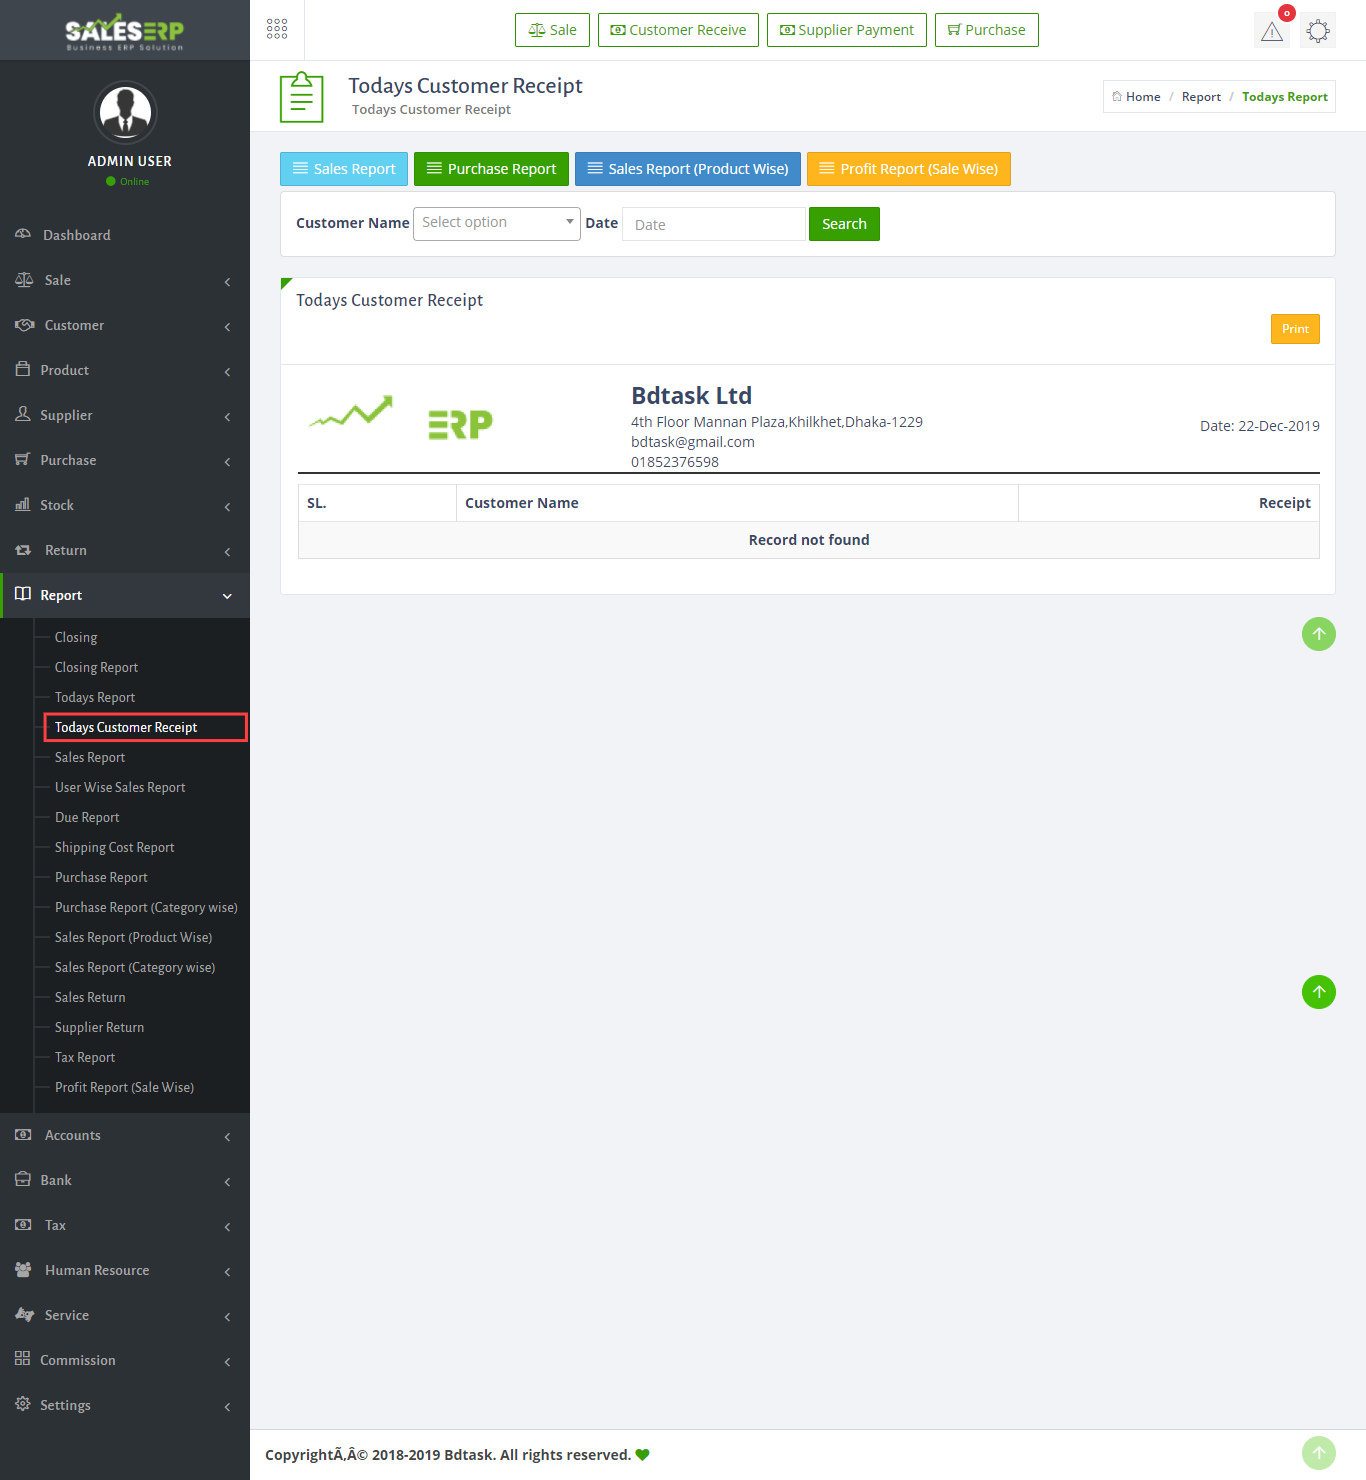 SALESERP
Business ERP Solution
ADMIN USER
Online
Dashboard
Sale
Customer
Product
Supplier
Purchase
Stock
Return
Report
Closing
Closing Report
Todays Report
Todays Customer Receipt
Sales Report
User Wise Sales Report
Due Report
Shipping Cost Report
Purchase Report
Purchase Report (Category wise)
Sales Report (Product Wise)
Sales Report (Category wise)
Sales Return
Supplier Return
Tax Report
Profit Report (Sale Wise)
Accounts
Bank
Tax
Human Resource
Service
Commission
Settings
Sale Customer Receive Supplier Payment Purchase
0
Todays Customer Receipt
Todays Customer Receipt
Home / Report / Todays Report
Sales Report Purchase Report Sales Report (Product Wise) Profit Report (Sale Wise)
Customer Name Select option Date Date Search
Todays Customer Receipt
Print
ERP
Bdtask Ltd
4th Floor Mannan Plaza,Khilkhet,Dhaka-1229
bdtask@gmail.com
01852376598
Date: 22-Dec-2019
SL. Customer Name Receipt
Record not found
CopyrightÃ‚Â© 2018-2019 Bdtask. All rights reserved.